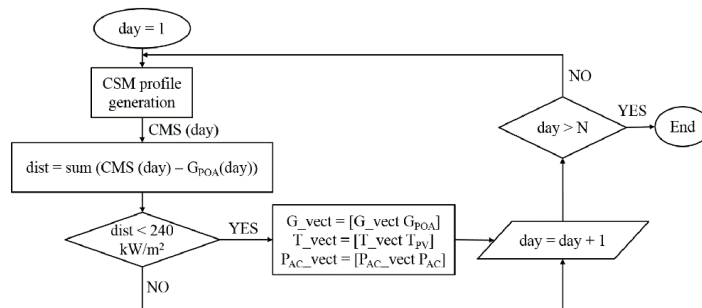 day = 1
CSM profile
generation
CMS (day)
dist = sum (CMS (day) – G_POA(day))
dist < 240
kW/m²
YES
NO
G_vect = [G_vect G_POA]
T_vect = [T_vect T_PV]
P_AC_vect = [P_AC_vect P_AC]
day = day + 1
day > N
NO
YES
End